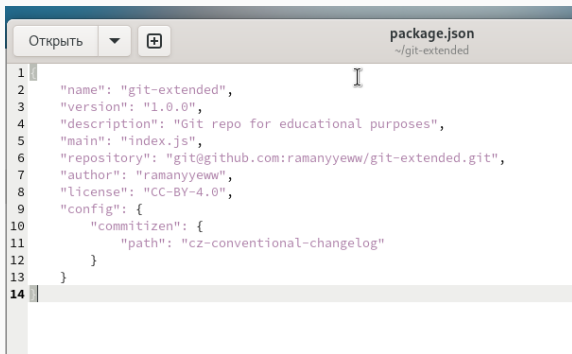 Открыть
package.json
~/git-extended
1 {
2 "name": "git-extended",
3 "version": "1.0.0",
4 "description": "Git repo for educational purposes",
5 "main": "index.js",
6 "repository": "git@github.com:ramanyyeww/git-extended.git",
7 "author": "ramanyyeww",
8 "license": "CC-BY-4.0",
9 "config": {
10 "commitizen": {
11 "path": "cz-conventional-changelog"
12 }
13 }
14 }